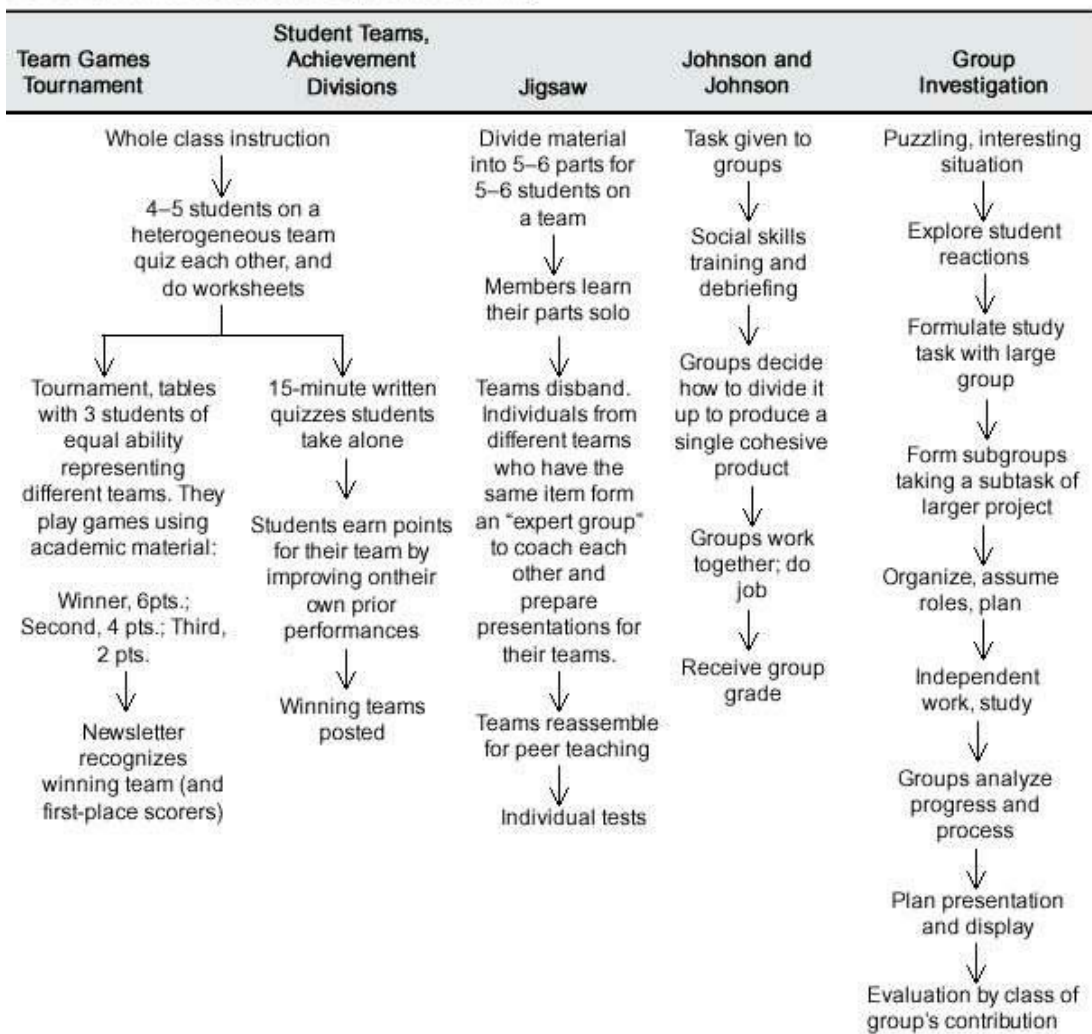 Team Games
Tournament
Student Teams,
Achievement
Divisions
Jigsaw
Johnson and
Johnson
Group
Investigation
Whole class instruction
4–5 students on a
heterogeneous team
quiz each other, and
do worksheets
Tournament, tables
with 3 students of
equal ability
representing
different teams. They
play games using
academic material:
Winner, 6pts.;
Second, 4 pts.; Third,
2 pts.
Newsletter
recognizes
winning team (and
first-place scorers)
15-minute written
quizzes students
take alone
Students earn points
for their team by
improving ontheir
own prior
performances
Winning teams
posted
Divide material
into 5–6 parts for
5–6 students on
a team
Members learn
their parts solo
Teams disband.
Individuals from
different teams
who have the
same item form
an “expert group”
to coach each
other and
prepare
presentations for
their teams.
Teams reassemble
for peer teaching
Individual tests
Task given to
groups
Social skills
training and
debriefing
Groups decide
how to divide it
up to produce a
single cohesive
product
Groups work
together; do
job
Receive group
grade
Puzzling, interesting
situation
Explore student
reactions
Formulate study
task with large
group
Form subgroups
taking a subtask of
larger project
Organize, assume
roles, plan
Independent
work, study
Groups analyze
progress and
process
Plan presentation
and display
Evaluation by class of
group’s contribution